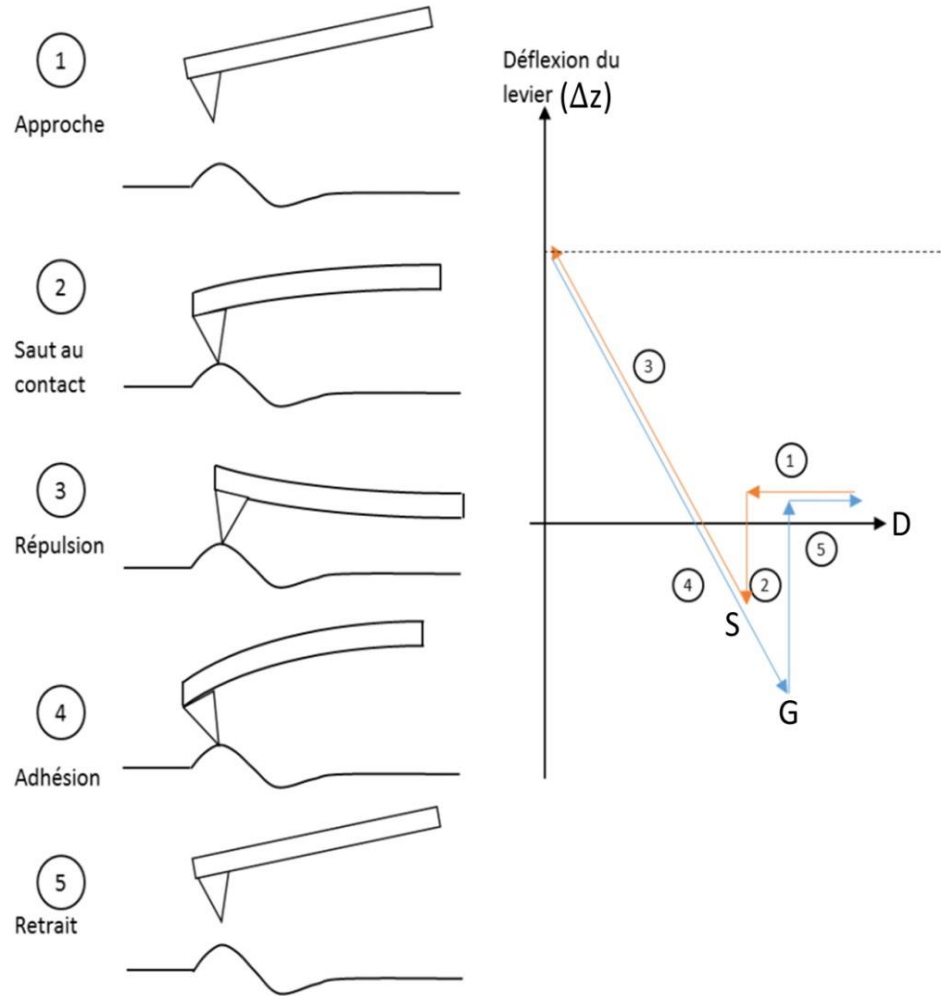 1
Approche
2
Saut au
contact
3
Répulsion
4
Adhésion
5
Retrait
Déflexion du
levier (Δz)
3
1
D
5
4
2
S
G